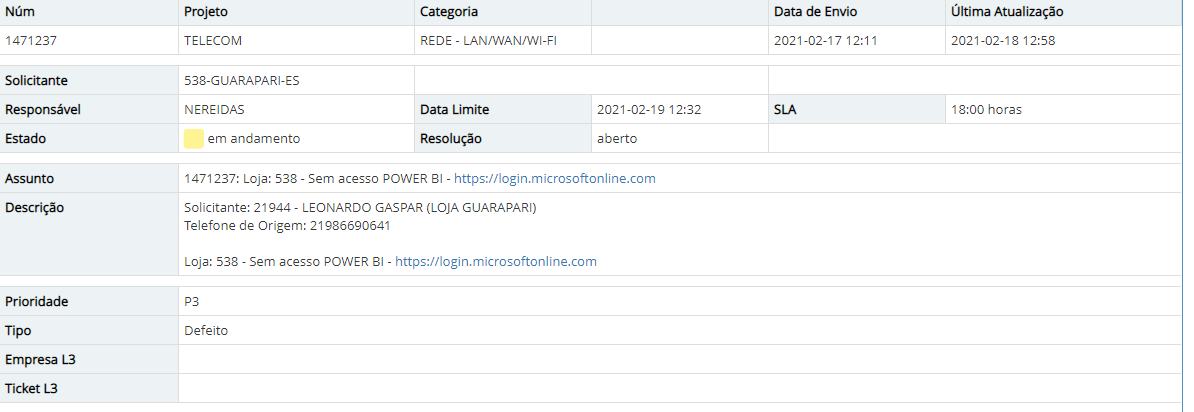 Núm Projeto Categoria Data de Envio Última Atualização
1471237 TELECOM REDE - LAN/WAN/WI-FI 2021-02-17 12:11 2021-02-18 12:58
Solicitante 538-GUARAPARI-ES
Responsável NEREIDAS Data Limite 2021-02-19 12:32 SLA 18:00 horas
Estado em andamento Resolução aberto
Assunto 1471237: Loja: 538 - Sem acesso POWER BI - https://login.microsoftonline.com
Descrição Solicitante: 21944 - LEONARDO GASPAR (LOJA GUARAPARI)
Telefone de Origem: 21986690641
Loja: 538 - Sem acesso POWER BI - https://login.microsoftonline.com
Prioridade P3
Tipo Defeito
Empresa L3
Ticket L3